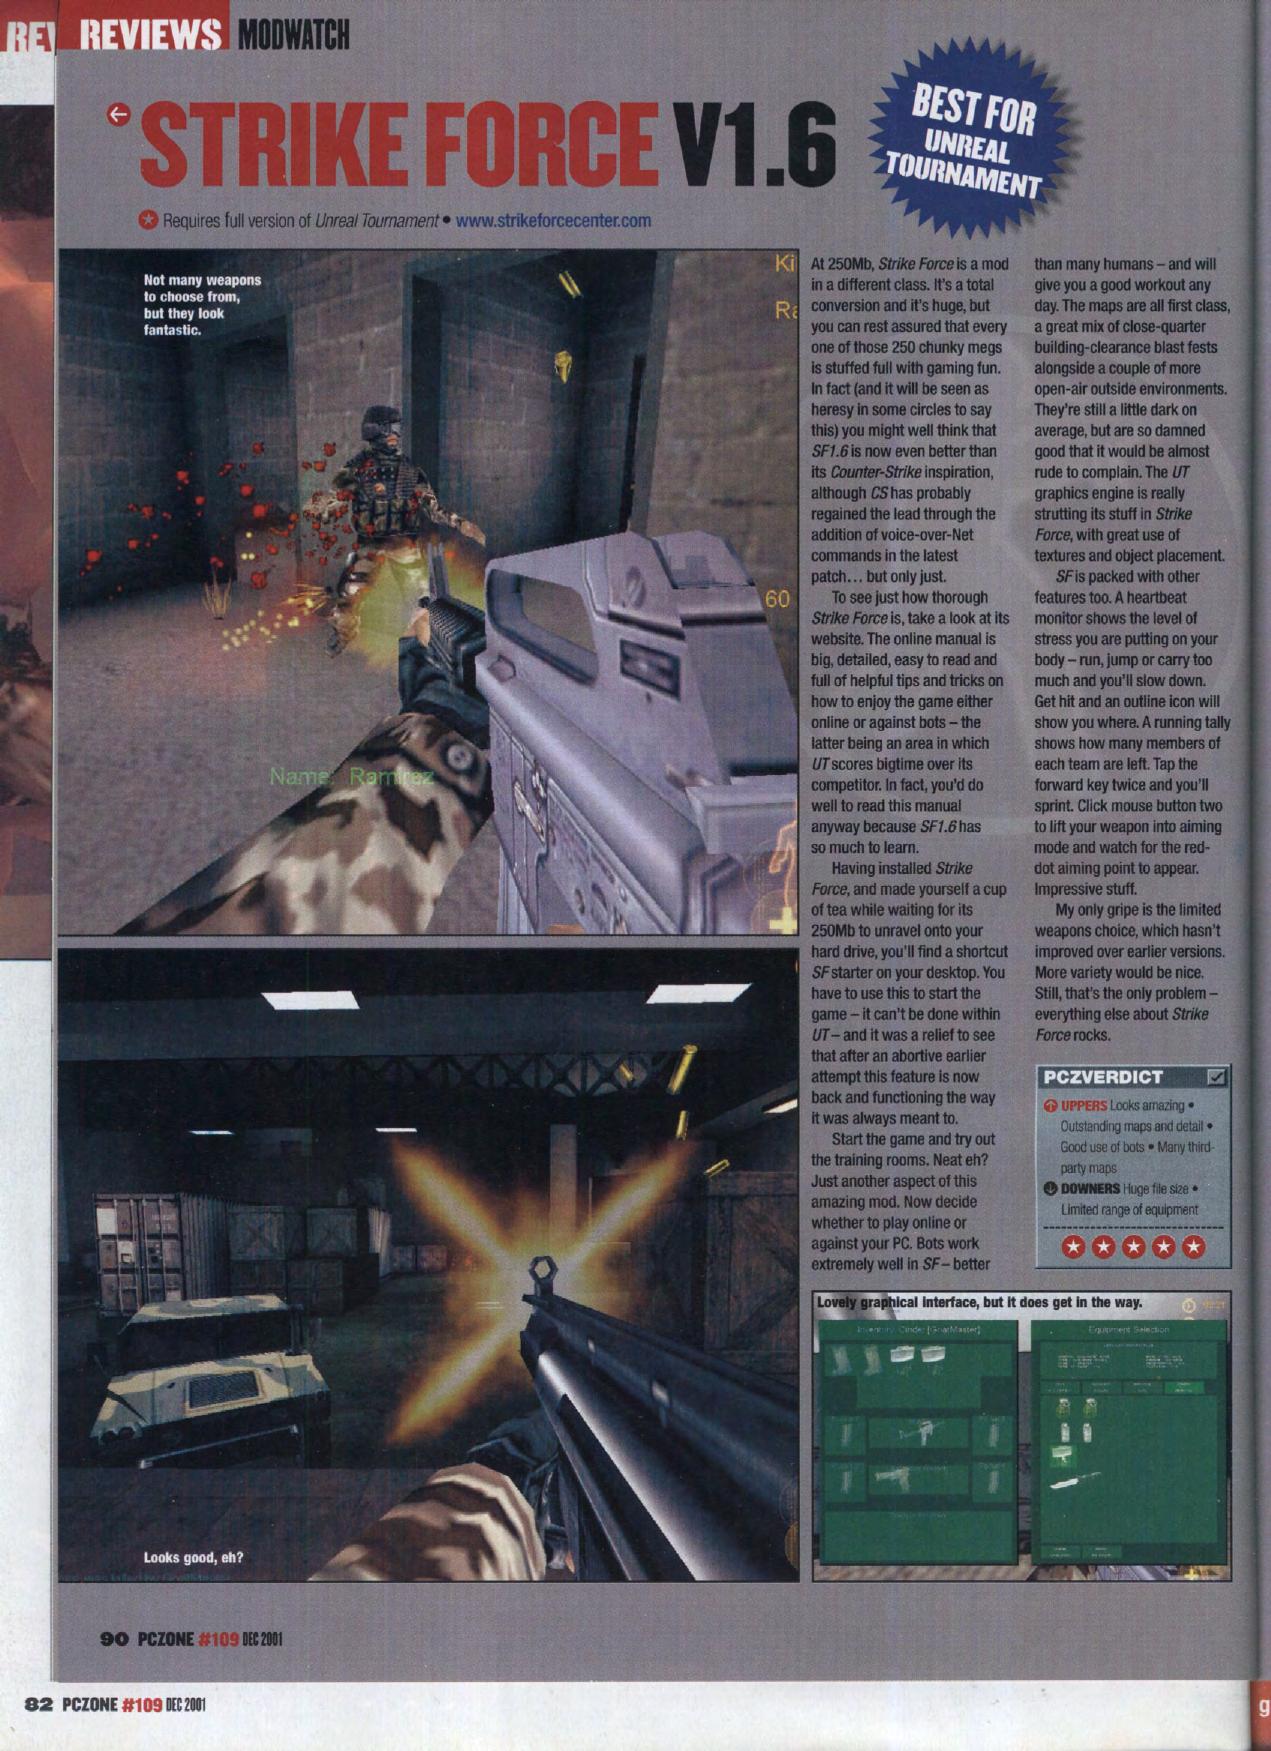 REVIEWS MODWATCH
STRIKE FORCE V1.6
BEST FOR
UNREAL
TOURNAMENT
Requires full version of Unreal Tournament • www.strikeforcecenter.com
Not many weapons
to choose from,
but they look
fantastic.
Ki
Ra
60
Name: Ramirez
Looks good, eh?
At 250Mb, Strike Force is a mod
in a different class. It's a total
conversion and it's huge, but
you can rest assured that every
one of those 250 chunky megs
is stuffed full with gaming fun.
In fact (and it will be seen as
heresy in some circles to say
this) you might well think that
SF1.6 is now even better than
its Counter-Strike inspiration,
although CS has probably
regained the lead through the
addition of voice-over-Net
commands in the latest
patch... but only just.
To see just how thorough
Strike Force is, take a look at its
website. The online manual is
big, detailed, easy to read and
full of helpful tips and tricks on
how to enjoy the game either
online or against bots – the
latter being an area in which
UT scores bigtime over its
competitor. In fact, you'd do
well to read this manual
anyway because SF1.6 has
so much to learn.
Having installed Strike
Force, and made yourself a cup
of tea while waiting for its
250Mb to unravel onto your
hard drive, you'll find a shortcut
SF starter on your desktop. You
have to use this to start the
game – it can't be done within
UT – and it was a relief to see
that after an abortive earlier
attempt this feature is now
back and functioning the way
it was always meant to.
Start the game and try out
the training rooms. Neat eh?
Just another aspect of this
amazing mod. Now decide
whether to play online or
against your PC. Bots work
extremely well in SF – better
than many humans – and will
give you a good workout any
day. The maps are all first class,
a great mix of close-quarter
building-clearance blast fests
alongside a couple of more
open-air outside environments.
They're still a little dark on
average, but are so damned
good that it would be almost
rude to complain. The UT
graphics engine is really
strutting its stuff in Strike
Force, with great use of
textures and object placement.
SF is packed with other
features too. A heartbeat
monitor shows the level of
stress you are putting on your
body – run, jump or carry too
much and you'll slow down.
Get hit and an outline icon will
show you where. A running tally
shows how many members of
each team are left. Tap the
forward key twice and you'll
sprint. Click mouse button two
to lift your weapon into aiming
mode and watch for the red-
dot aiming point to appear.
Impressive stuff.
My only gripe is the limited
weapons choice, which hasn't
improved over earlier versions.
More variety would be nice.
Still, that's the only problem –
everything else about Strike
Force rocks.
PCZVERDICT
UPPERS Looks amazing •
Outstanding maps and detail •
Good use of bots • Many third-
party maps
DOWNERS Huge file size •
Limited range of equipment
Lovely graphical interface, but it does get in the way.
Equipment Selection
90 PCZONE #109 DEC 2001
82 PCZONE #109 DEC 2001